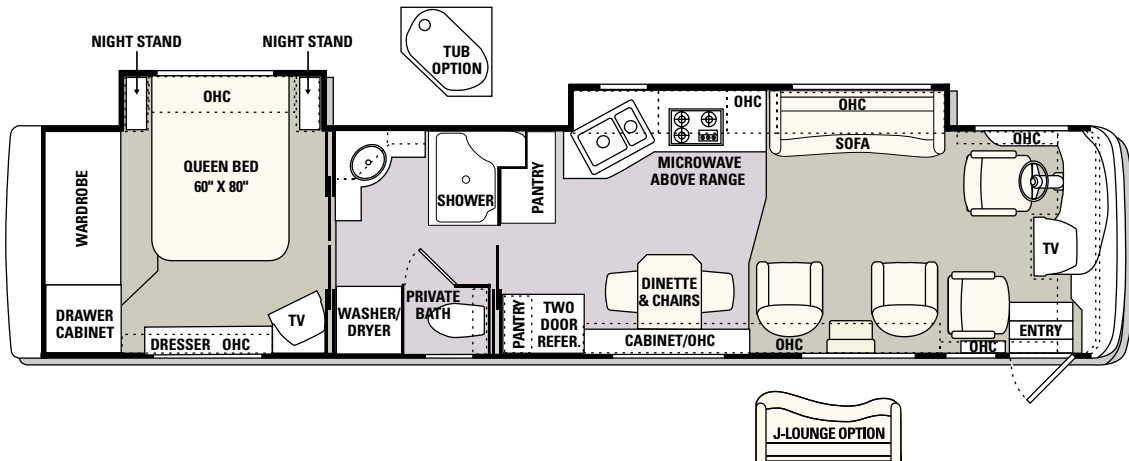 NIGHT STAND
NIGHT STAND
TUB
OPTION
OHC
QUEEN BED
60" X 80"
WARDROBE
DRAWER
CABINET
DRESSER OHC
TV
SHOWER
PANTRY
WASHER/
DRYER
PRIVATE
BATH
OHC
MICROWAVE
ABOVE RANGE
OHC
SOFA
OHC
TV
DINETTE
& CHAIRS
PANTRY
TWO
DOOR
REFER.
CABINET/OHC
OHC
OHC
ENTRY
J-LOUNGE OPTION